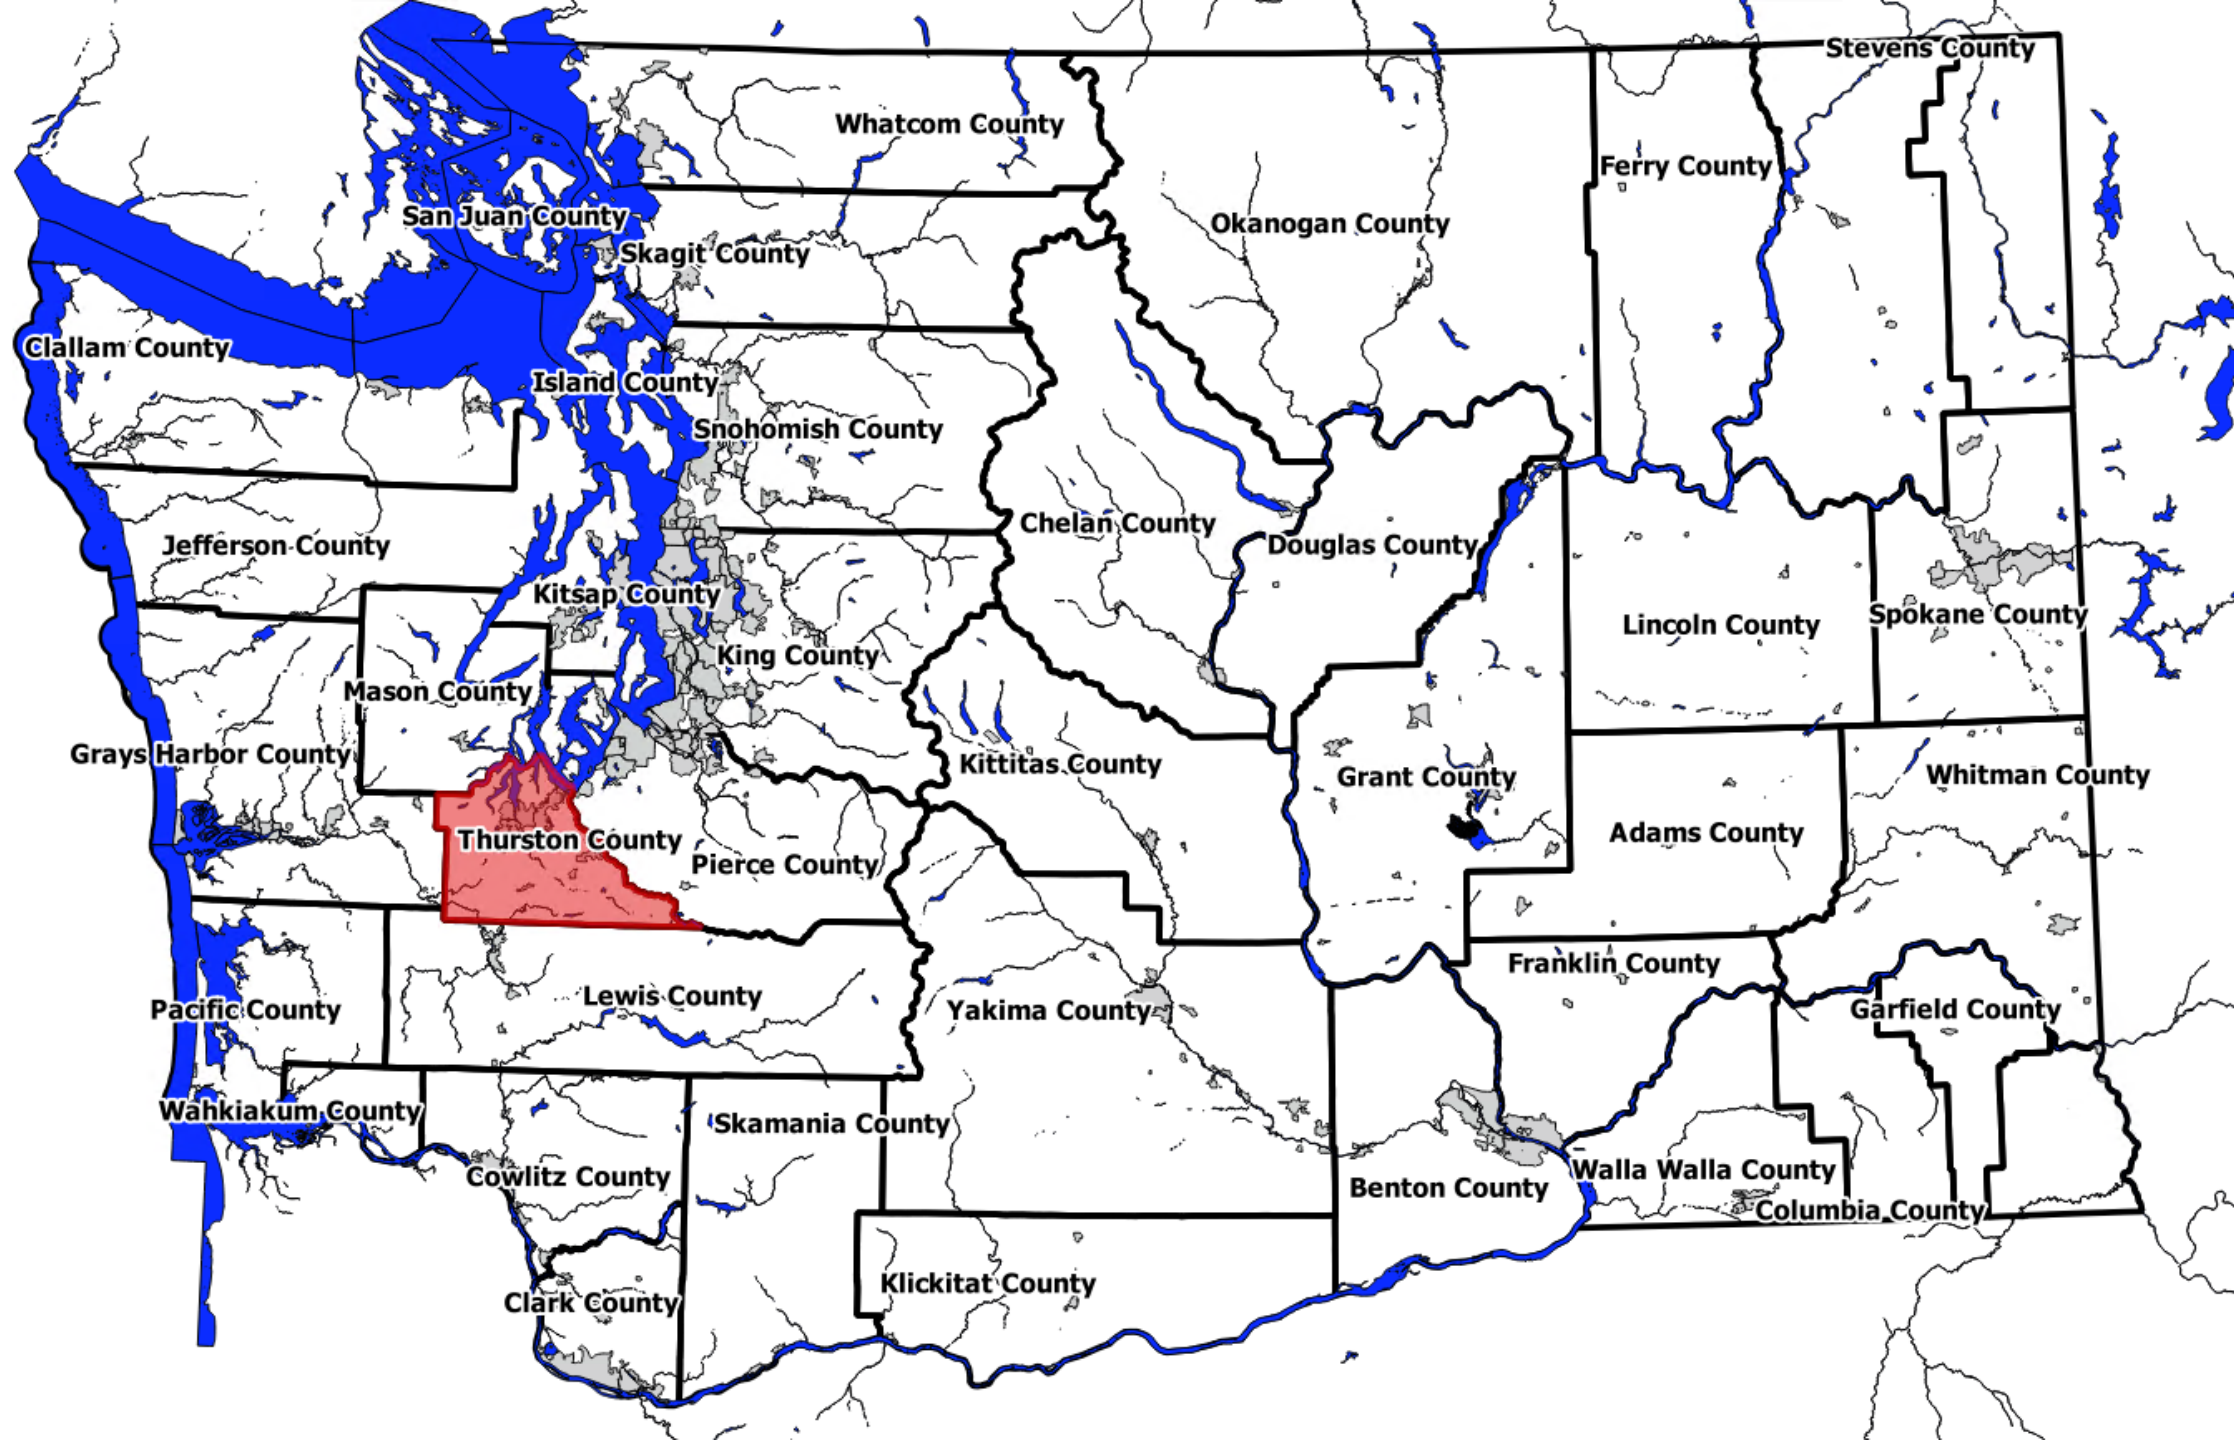 Stevens County
Whatcom County
Ferry County
San Juan County
Okanogan County
Skagit County
Clallam County
Island County
Snohomish County
Chelan County
Jefferson County
Douglas County
Kitsap County
Spokane County
Lincoln County
King County
Mason County
Grays Harbor County
Kittitas County
Grant County
Whitman County
Adams County
Thurston County
Pierce County
Franklin County
Lewis County
Pacific County
Yakima County
Garfield County
Wahkiakum County
Skamania County
Cowlitz County
Walla Walla County
Benton County
Columbia County
Klickitat County
Clark County